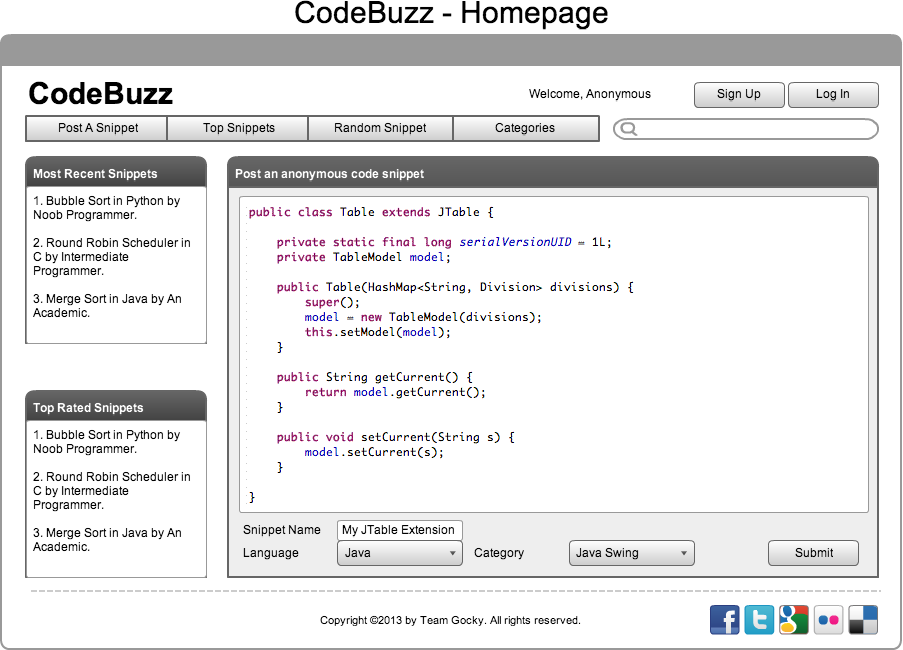 CodeBuzz - Homepage
CodeBuzz
Welcome, Anonymous
Sign Up
Log In
Post A Snippet
Top Snippets
Random Snippet
Categories
Most Recent Snippets
1. Bubble Sort in Python by
Noob Programmer.
2. Round Robin Scheduler in
C by Intermediate
Programmer.
3. Merge Sort in Java by An
Academic.
Top Rated Snippets
1. Bubble Sort in Python by
Noob Programmer.
2. Round Robin Scheduler in
C by Intermediate
Programmer.
3. Merge Sort in Java by An
Academic.
Post an anonymous code snippet
public class Table extends JTable {
private static final long serialVersionUID = 1L;
private TableModel model;
public Table(HashMap<String, Division> divisions) {
super();
model = new TableModel(divisions);
this.setModel(model);
}
public String getCurrent() {
return model.getCurrent();
}
public void setCurrent(String s) {
model.setCurrent(s);
}
}
Snippet Name
My JTable Extension
Language
Java
Category
Java Swing
Submit
Copyright ©2013 by Team Gocky. All rights reserved.
f
t
g